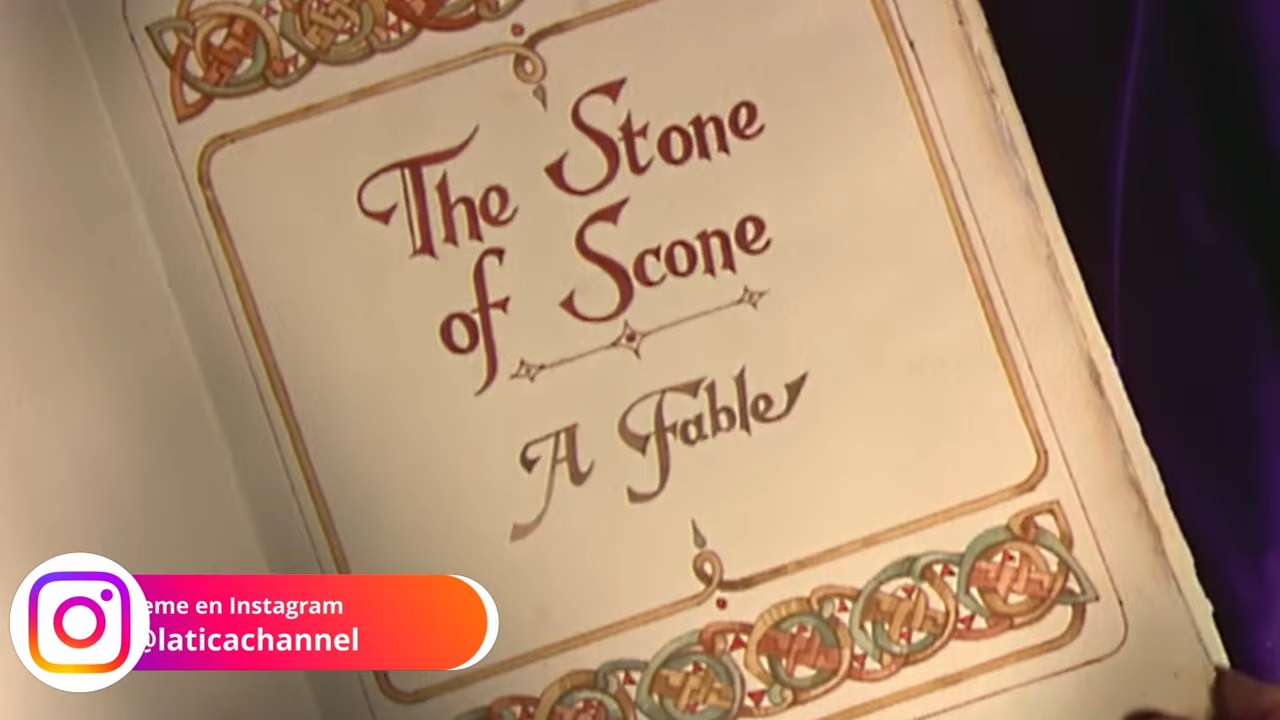 The Stone
of Scone
A Fable
eme en Instagram
@laticachannel